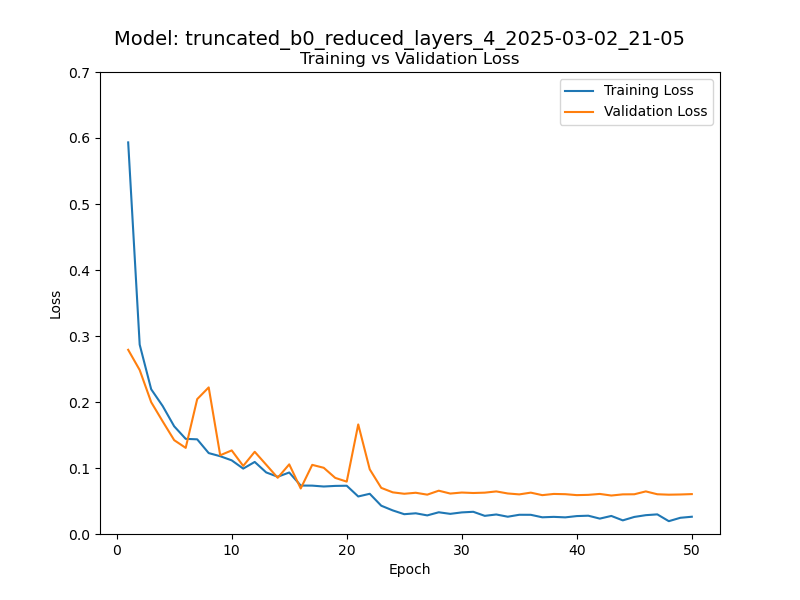 Model: truncated_b0_reduced_layers_4_2025-03-02_21-05
Training vs Validation Loss
Training Loss
Validation Loss
0.7
0.6
0.5
0.4
0.3
0.2
0.1
0.0
Loss
0 10 20 30 40 50
Epoch